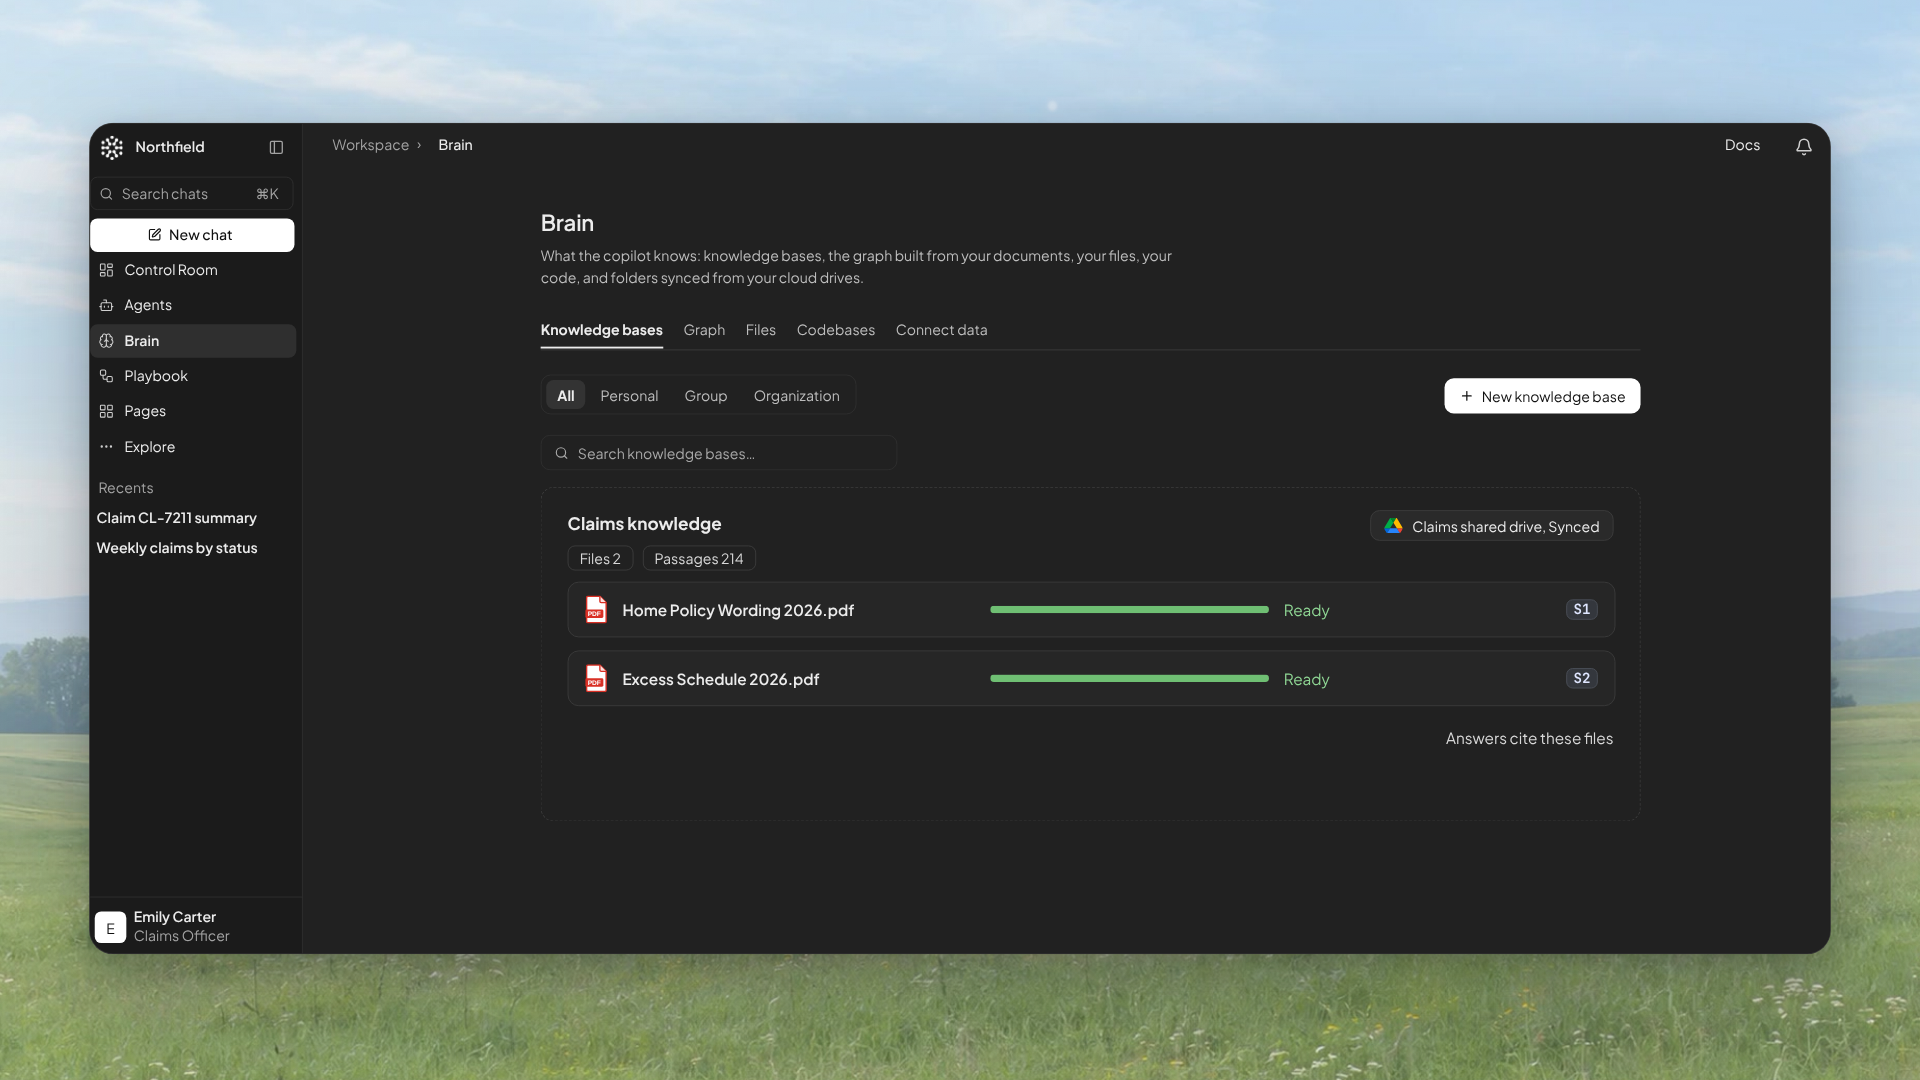 Northfield
Search chats ⌘K
New chat
Control Room
Agents
Brain
Playbook
Pages
Explore
Recents
Claim CL-7211 summary
Weekly claims by status
E
Emily Carter
Claims Officer
Workspace › Brain
Docs
Brain
What the copilot knows: knowledge bases, the graph built from your documents, your files, your
code, and folders synced from your cloud drives.
Knowledge bases Graph Files Codebases Connect data
All Personal Group Organization
+ New knowledge base
Search knowledge bases…
Claims knowledge
Claims shared drive, Synced
Files 2 Passages 214
PDF Home Policy Wording 2026.pdf Ready S1
PDF Excess Schedule 2026.pdf Ready S2
Answers cite these files